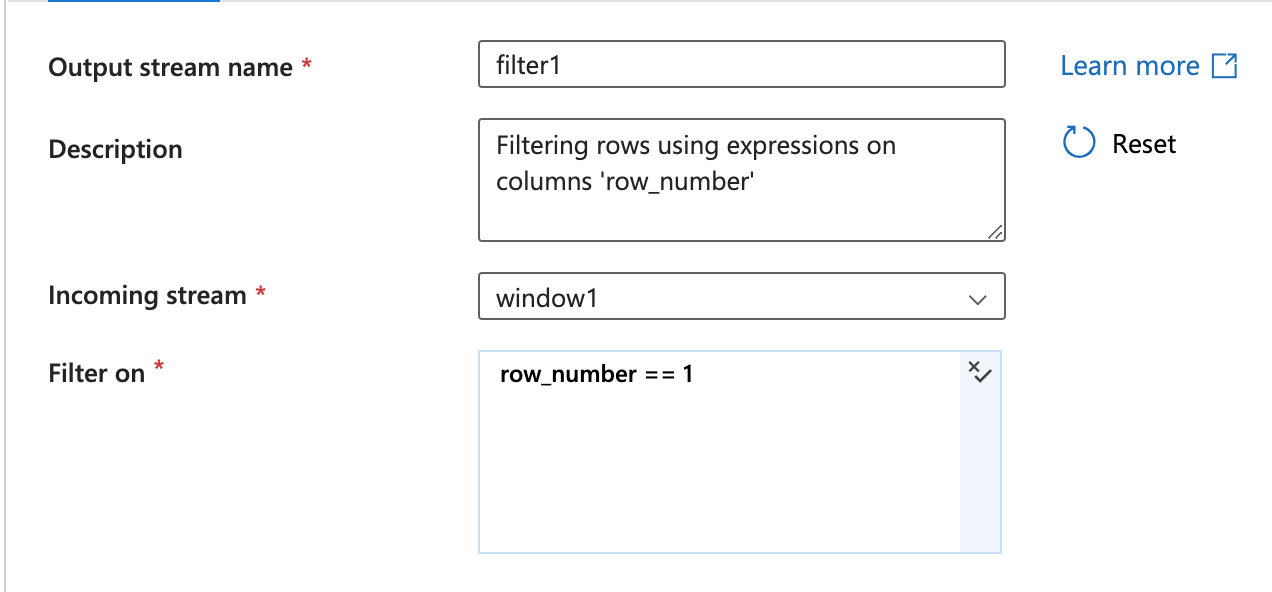 Output stream name *
filter1
Learn more
Description
Filtering rows using expressions on
columns 'row_number'
Reset
Incoming stream *
window1
Filter on *
row_number == 1